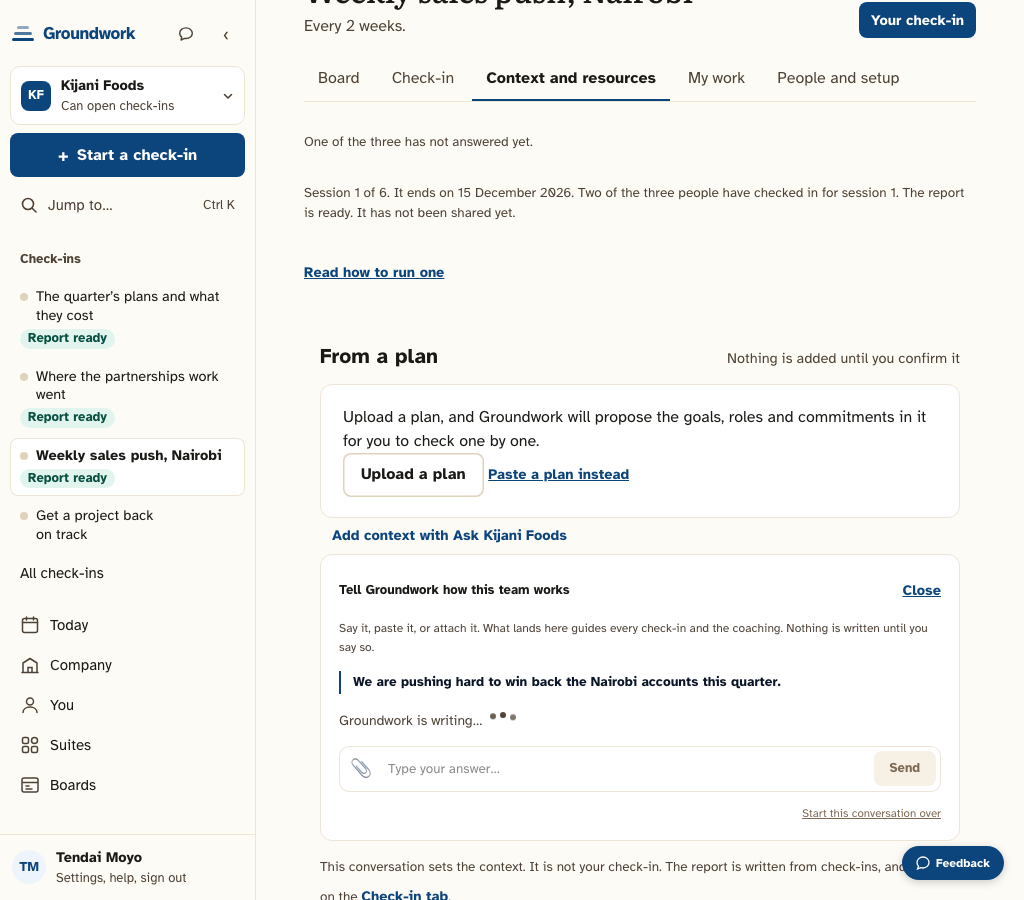 Groundwork
KF
Kijani Foods
Can open check-ins
+ Start a check-in
Jump to...
Ctrl K
Check-ins
The quarter's plans and what
they cost
Report ready
Where the partnerships work
went
Report ready
Weekly sales push, Nairobi
Report ready
Get a project back
on track
All check-ins
Today
Company
You
Suites
Boards
TM
Tendai Moyo
Settings, help, sign out
Weekly sales push, Nairobi
Every 2 weeks.
Your check-in
Board
Check-in
Context and resources
My work
People and setup
One of the three has not answered yet.
Session 1 of 6. It ends on 15 December 2026. Two of the three people have checked in for session 1. The report
is ready. It has not been shared yet.
Read how to run one
From a plan
Nothing is added until you confirm it
Upload a plan, and Groundwork will propose the goals, roles and commitments in it
for you to check one by one.
Upload a plan
Paste a plan instead
Add context with Ask Kijani Foods
Tell Groundwork how this team works
Close
Say it, paste it, or attach it. What lands here guides every check-in and the coaching. Nothing is written until you
say so.
We are pushing hard to win back the Nairobi accounts this quarter.
Groundwork is writing...
Type your answer...
Send
Start this conversation over
This conversation sets the context. It is not your check-in. The report is written from check-ins, and
on the Check-in tab.
Feedback